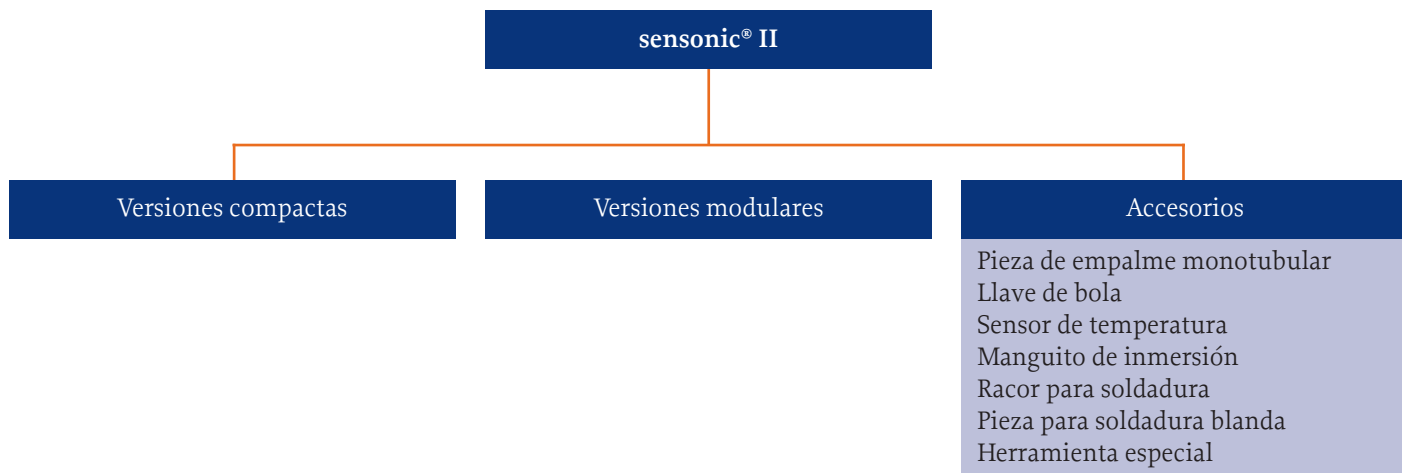 sensonic® II
Versiones compactas
Versiones modulares
Accesorios
Pieza de empalme monotubular
Llave de bola
Sensor de temperatura
Manguito de inmersión
Racor para soldadura
Pieza para soldadura blanda
Herramienta especial